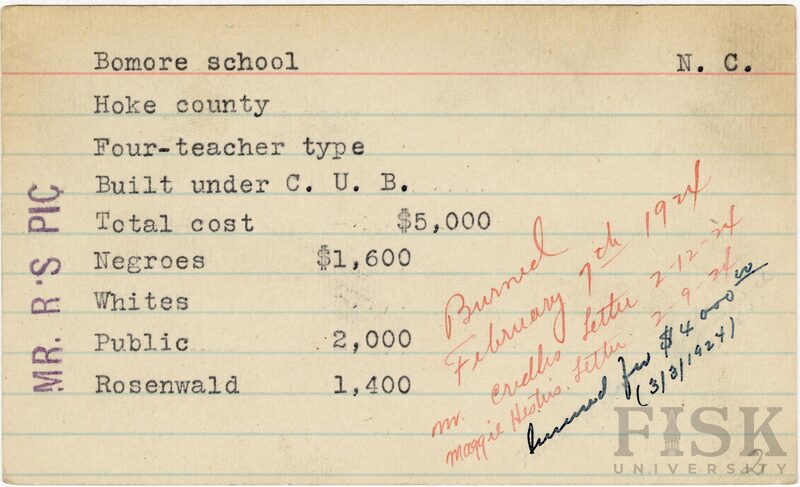 Bomore school N. C.
Hoke county
Four-teacher type
Built under C. U. B.
Total cost $5,000
Negroes $1,600
Whites
Public 2,000
Rosenwald 1,400
MR. R'S PIC
Burned
February 7th 1924
Mr. Credle's Letter 2-12-24
Maggie Letter 2-9-24
Insured for $4000.00
(3/3/1924)
FISK
UNIVERSITY
2